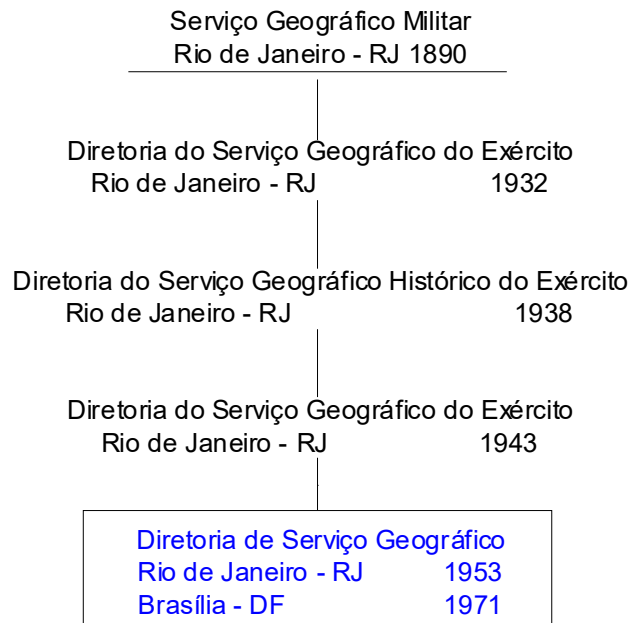 Serviço Geográfico Militar
Rio de Janeiro - RJ 1890
Diretoria do Serviço Geográfico do Exército
Rio de Janeiro - RJ 1932
Diretoria do Serviço Geográfico Histórico do Exército
Rio de Janeiro - RJ 1938
Diretoria do Serviço Geográfico do Exército
Rio de Janeiro - RJ 1943
Diretoria de Serviço Geográfico
Rio de Janeiro - RJ 1953
Brasília - DF 1971